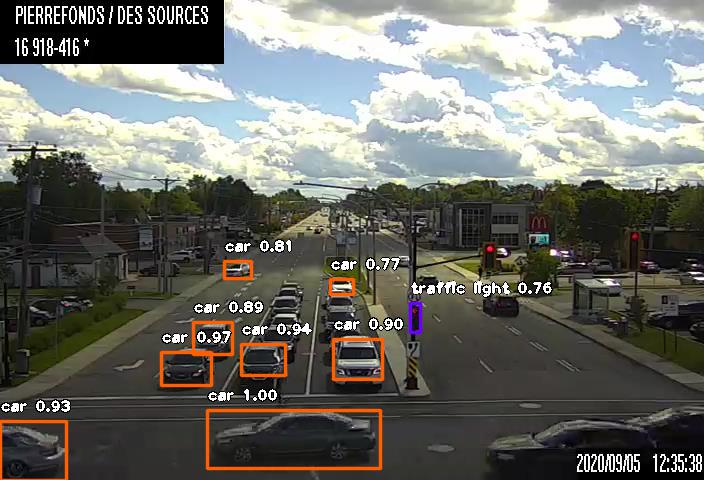 PIERREFONDS / DES SOURCES
16 918-416 *
car 0.81
car 0.77
traffic light 0.76
car 0.89
car 0.97
car 0.94
car 0.90
car 0.93
car 1.00
2020/09/05 12:35:38